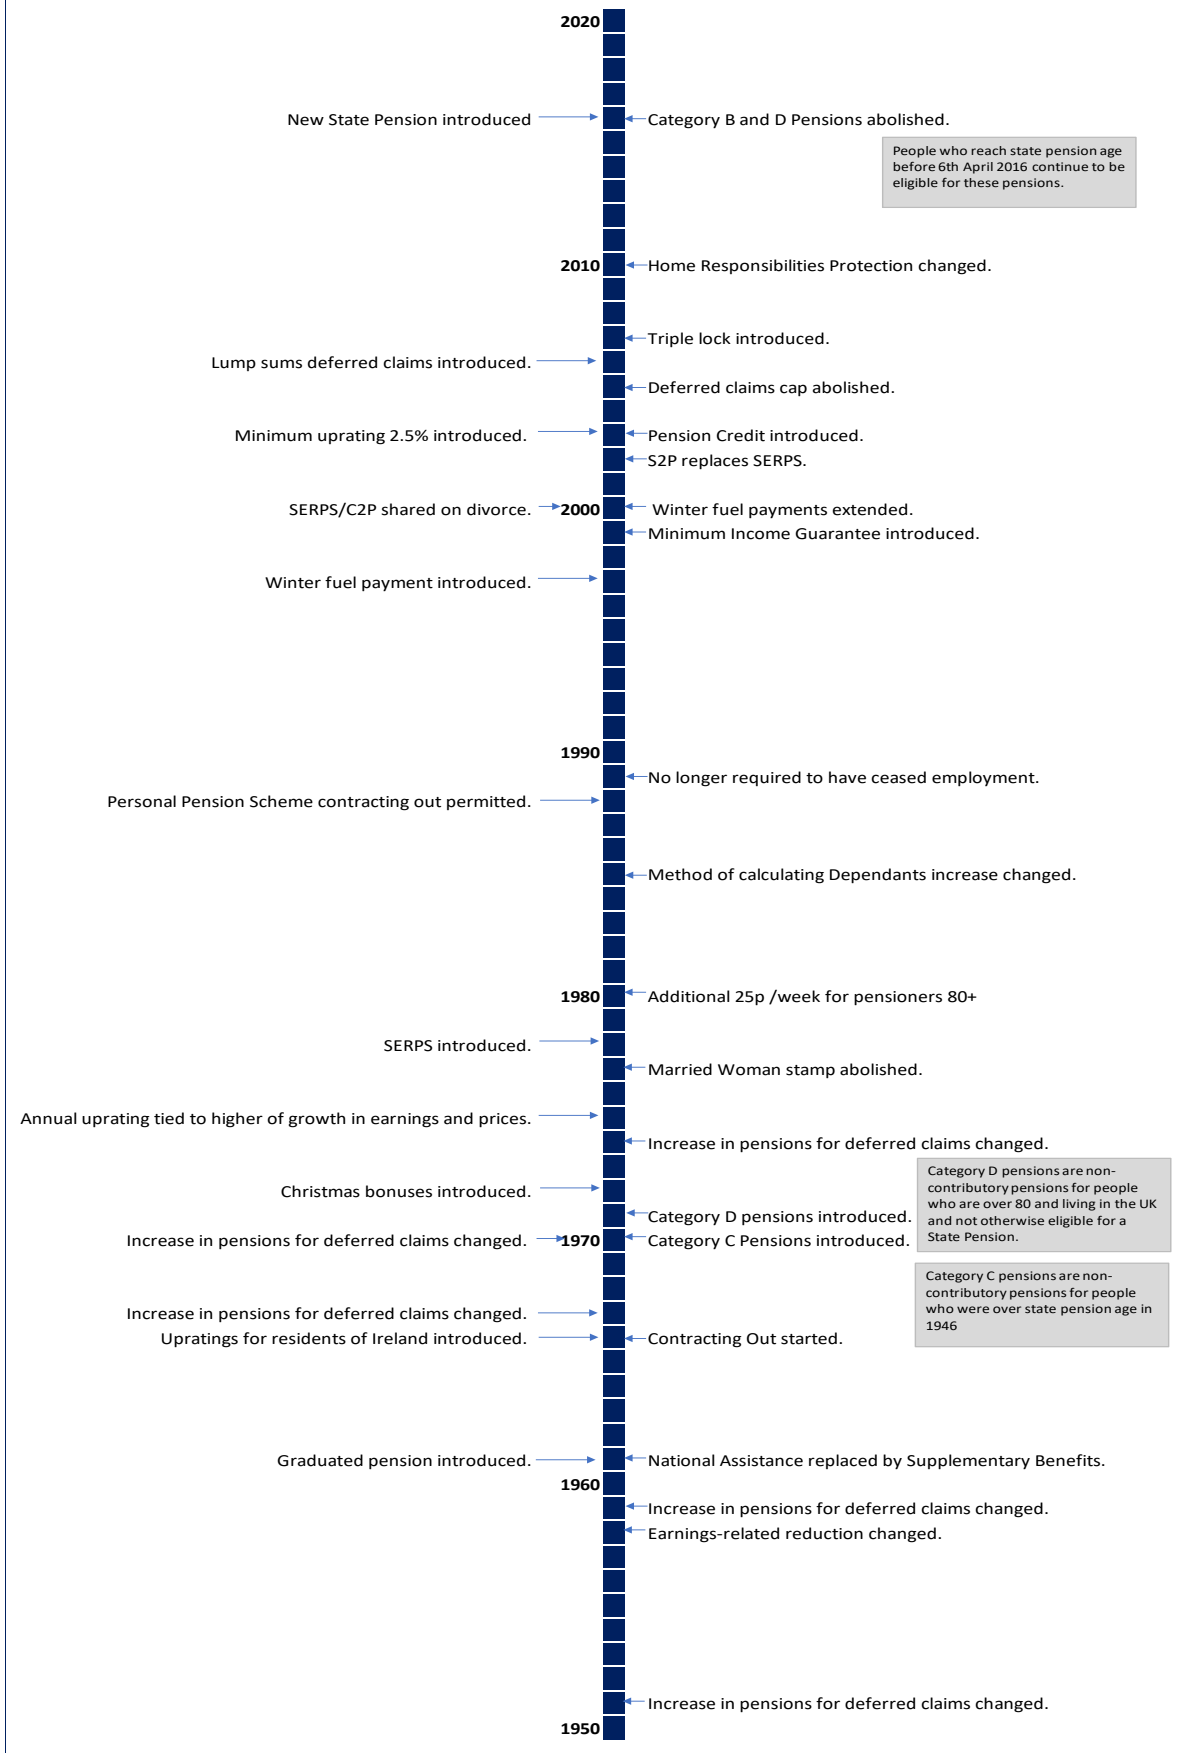 2020
New State Pension introduced
Category B and D Pensions abolished.
People who reach state pension age
before 6th April 2016 continue to be
eligible for these pensions.
2010
Home Responsibilities Protection changed.
Triple lock introduced.
Lump sums deferred claims introduced.
Deferred claims cap abolished.
Minimum uprating 2.5% introduced.
Pension Credit introduced.
S2P replaces SERPS.
SERPS/C2P shared on divorce.
2000
Winter fuel payments extended.
Minimum Income Guarantee introduced.
Winter fuel payment introduced.
1990
No longer required to have ceased employment.
Personal Pension Scheme contracting out permitted.
Method of calculating Dependants increase changed.
1980
Additional 25p /week for pensioners 80+
SERPS introduced.
Married Woman stamp abolished.
Annual uprating tied to higher of growth in earnings and prices.
Increase in pensions for deferred claims changed.
Category D pensions are non-
contributory pensions for people
who are over 80 and living in the UK
and not otherwise eligible for a
State Pension.
Christmas bonuses introduced.
Category D pensions introduced.
Increase in pensions for deferred claims changed.
1970
Category C Pensions introduced.
Category C pensions are non-
contributory pensions for people
who were over state pension age in
1946
Increase in pensions for deferred claims changed.
Upratings for residents of Ireland introduced.
Contracting Out started.
Graduated pension introduced.
National Assistance replaced by Supplementary Benefits.
1960
Increase in pensions for deferred claims changed.
Earnings-related reduction changed.
Increase in pensions for deferred claims changed.
1950